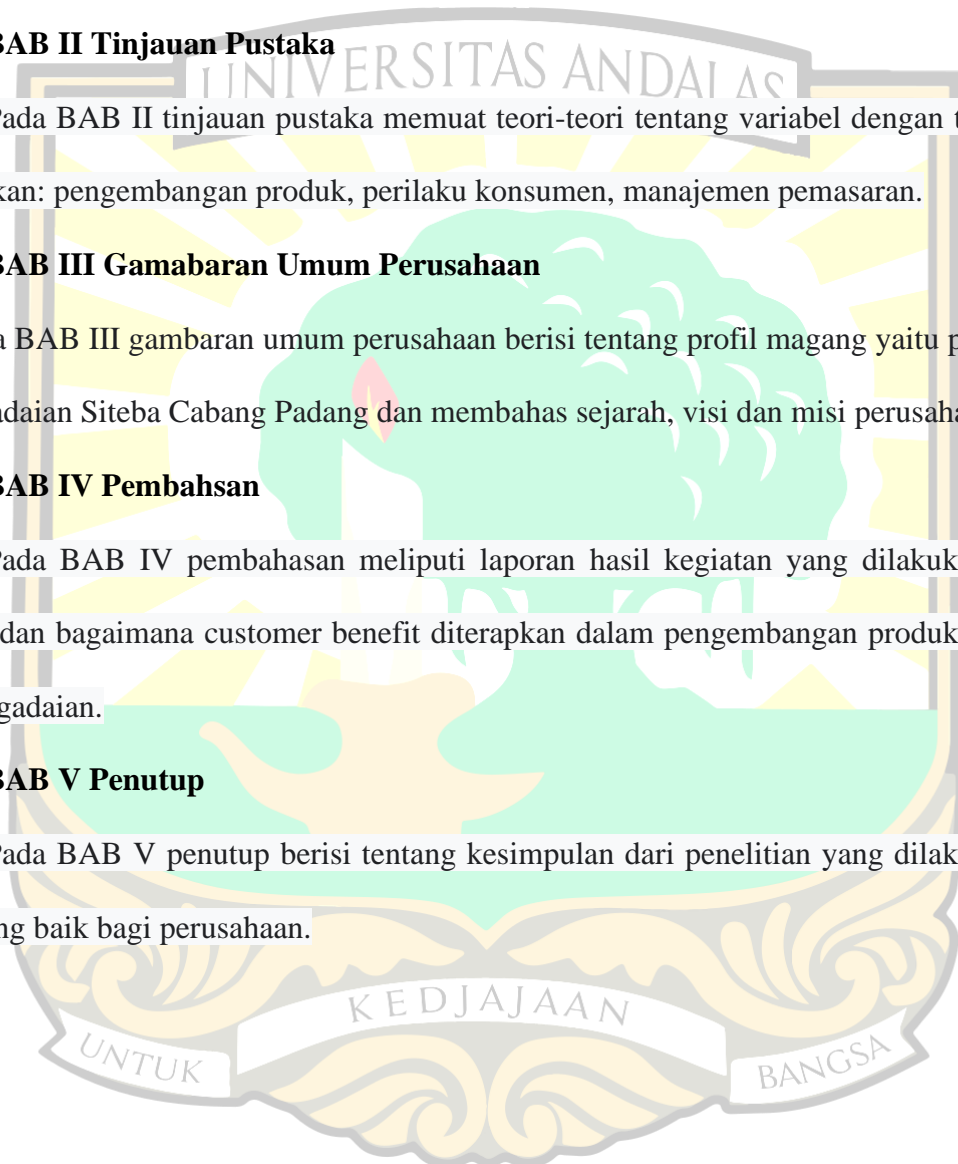 BAB II Tinjauan Pustaka
UNIVERSITAS ANDALAS
Pada BAB II tinjauan pustaka memuat teori-teori tentang variabel dengan t
kan: pengembangan produk, perilaku konsumen, manajemen pemasaran.
BAB III Gamabaran Umum Perusahaan
a BAB III gambaran umum perusahaan berisi tentang profil magang yaitu p
adaian Siteba Cabang Padang dan membahas sejarah, visi dan misi perusaha
BAB IV Pembahsan
Pada BAB IV pembahasan meliputi laporan hasil kegiatan yang dilakuk
dan bagaimana customer benefit diterapkan dalam pengembangan produk
gadaian.
BAB V Penutup
Pada BAB V penutup berisi tentang kesimpulan dari penelitian yang dilak
ng baik bagi perusahaan.
UNTUK KEDJAJAAN BANGSA